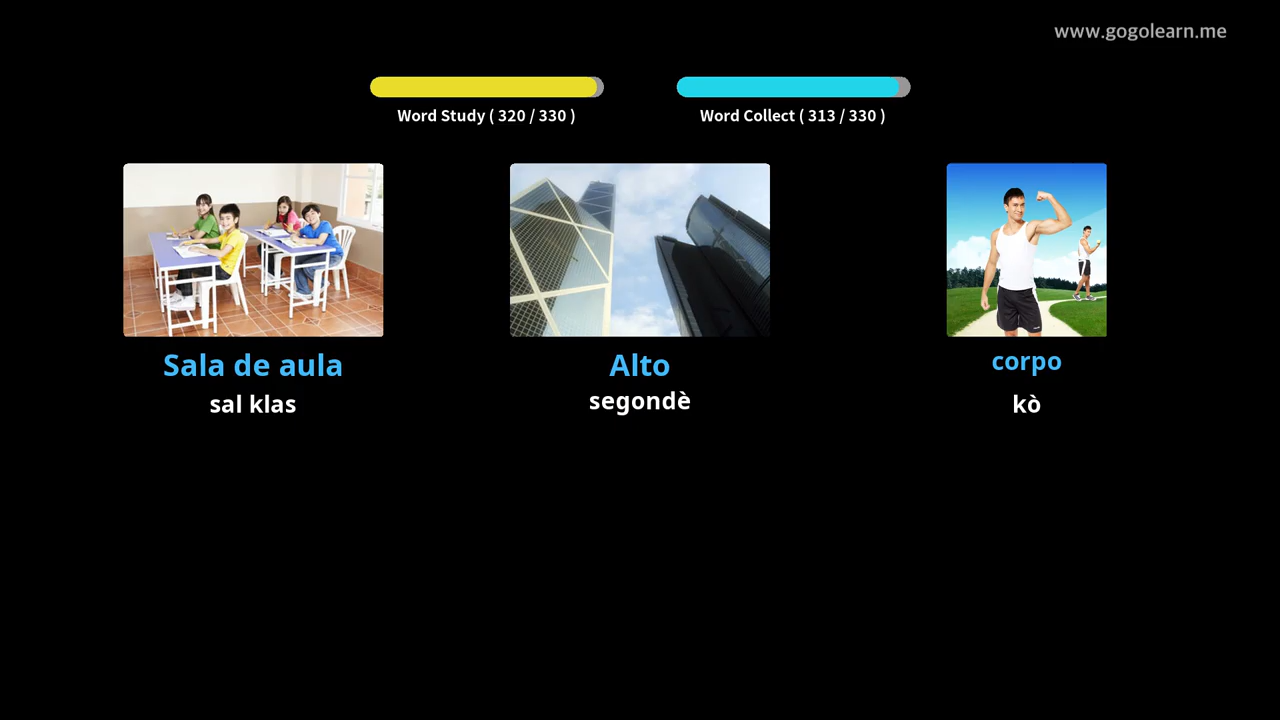 www.gogolearn.me
Word Study ( 320 / 330 )
Word Collect ( 313 / 330 )
Sala de aula
Alto
corpo
sal klas
segondè
kò